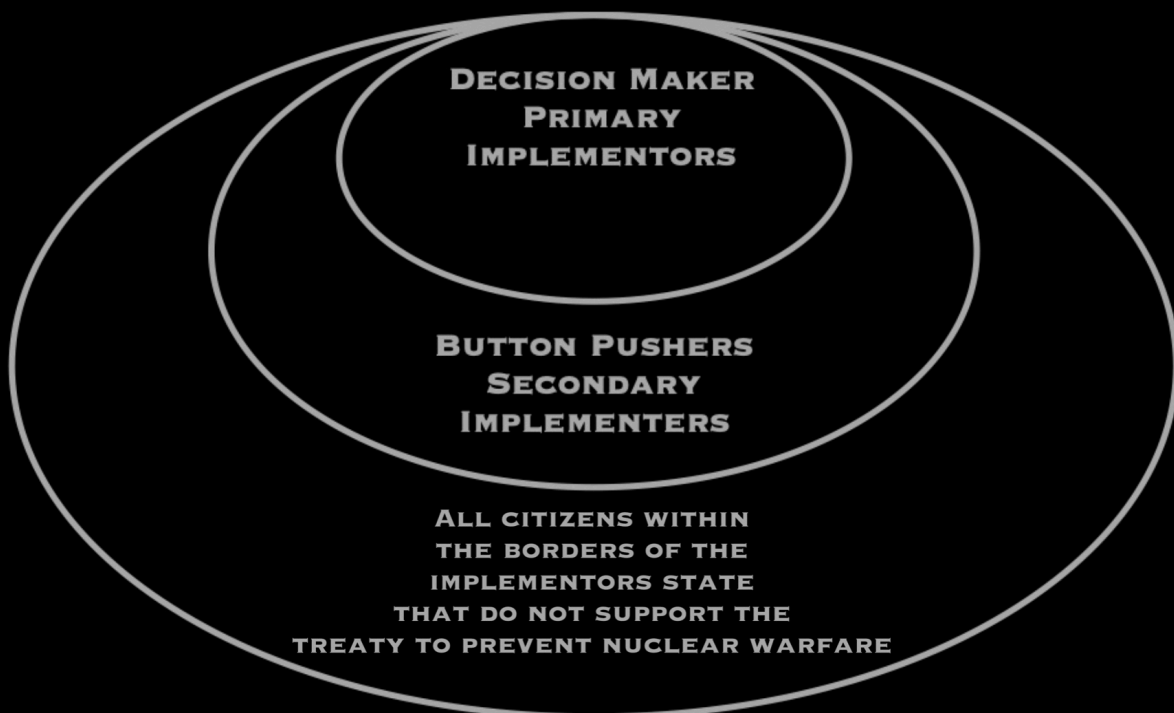 Decision Maker
Primary
Implementors
Button Pushers
Secondary
Implementers
All citizens within
the borders of the
implementors state
that do not support the
treaty to prevent nuclear warfare